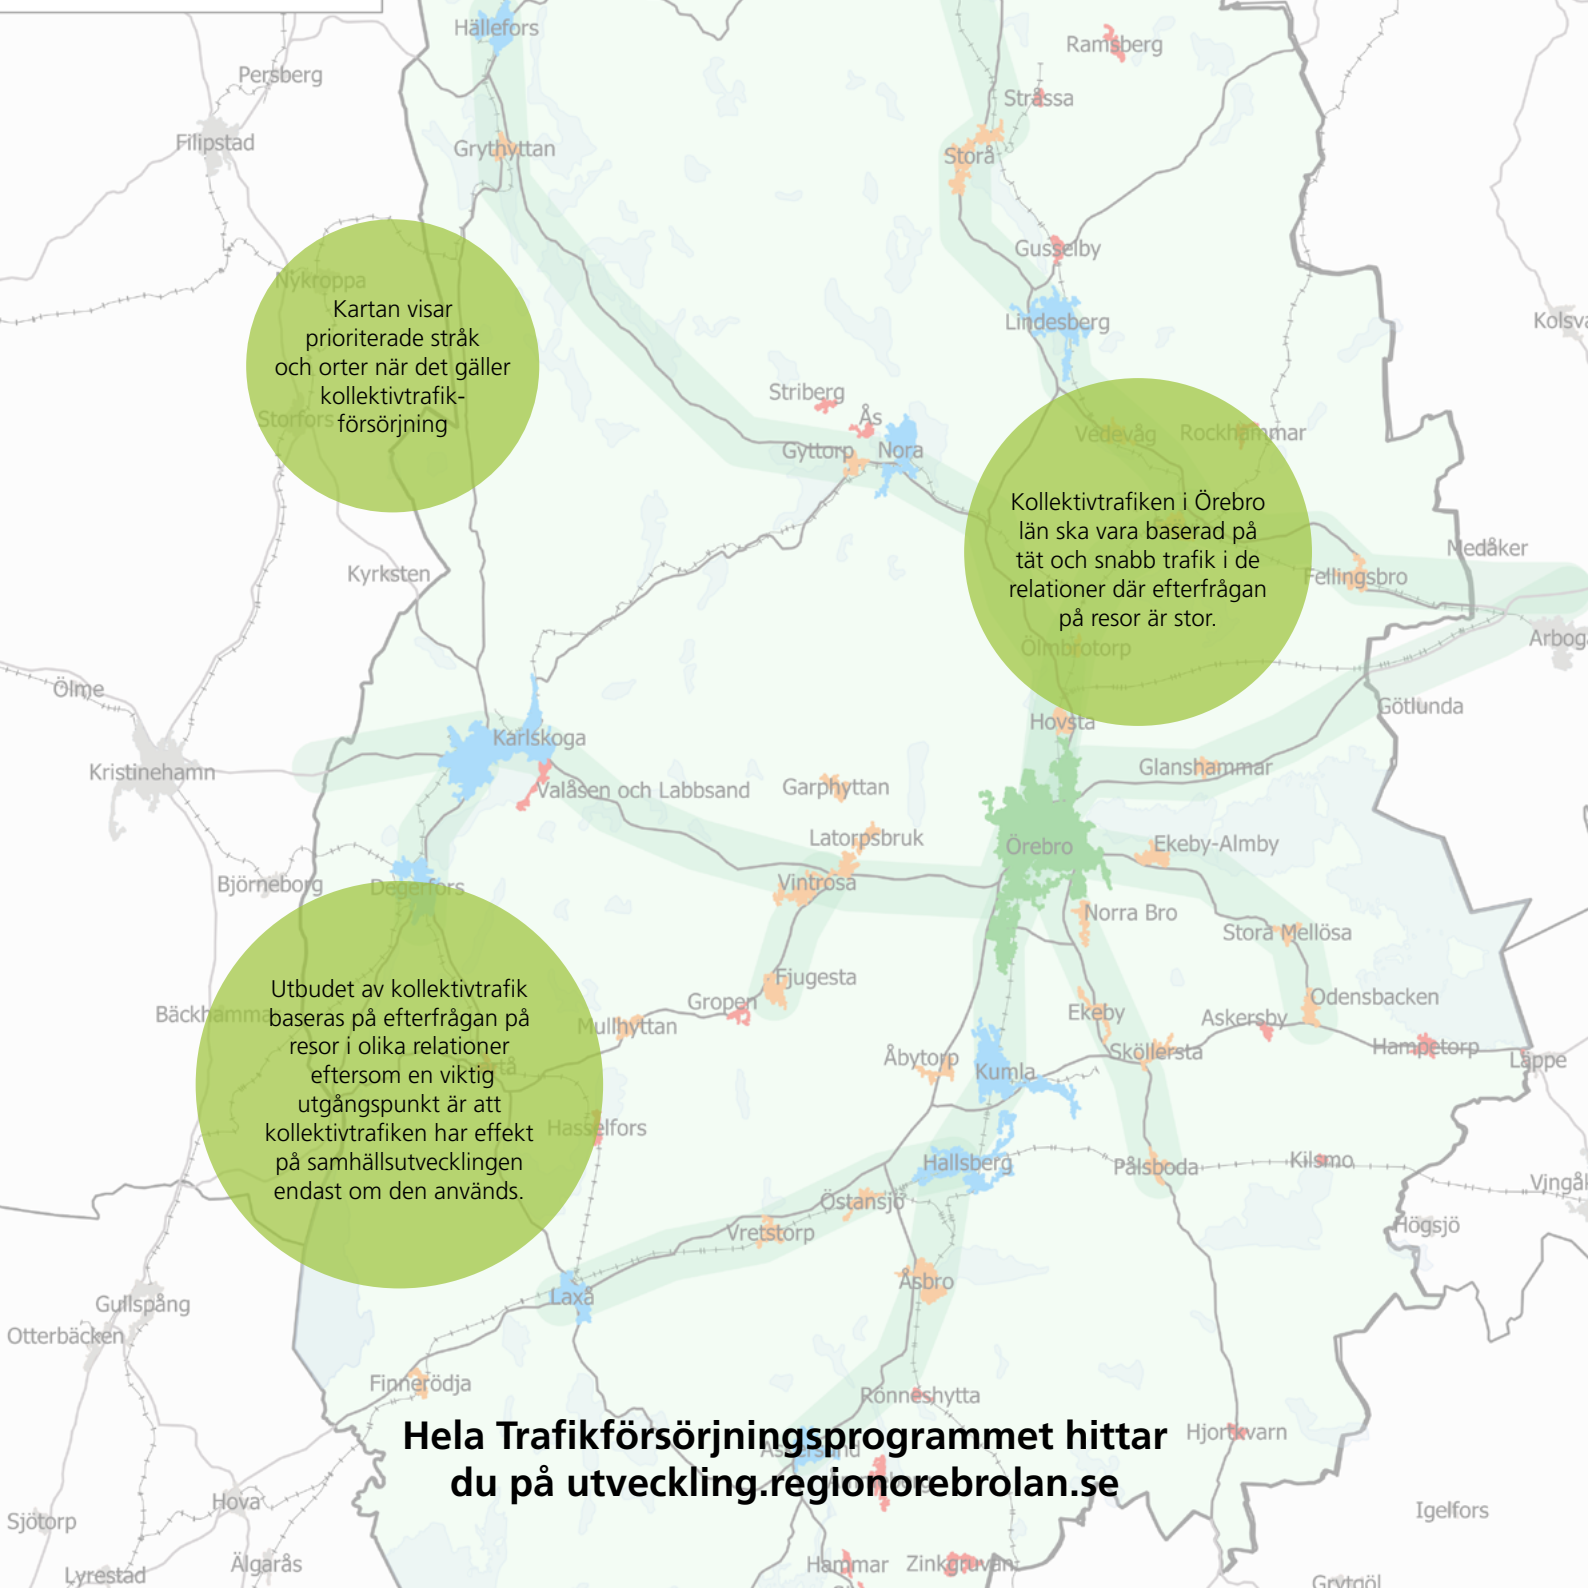 Hällefors
Ramsberg
Persberg
Stråssa
Filipstad
Grythyttan
Storå
Gusselby
Nykroppa
Kartan visar
prioriterade stråk
och orter när det gäller
kollektivtrafik-
försörjning
Storfors
Lindesberg
Striberg
Ås
Gyttorp
Nora
Vedevåg
Rockhammar
Kollektivtrafiken i Örebro
län ska vara baserad på
tät och snabb trafik i de
relationer där efterfrågan
på resor är stor.
Medåker
Kyrksten
Fellingsbro
Ölmbrotorp
Ölme
Götlunda
Hovsta
Karlskoga
Kristinehamn
Glanshammar
Valåsen och Labbsand
Garphyttan
Latorpsbruk
Örebro
Ekeby-Almby
Björneborg
Degerfors
Vintrosa
Norra Bro
Stora Mellösa
Fjugesta
Gropen
Odensbacken
Mullhyttan
Ekeby
Askersby
Utbudet av kollektivtrafik
baseras på efterfrågan på
resor i olika relationer
eftersom en viktig
utgångspunkt är att
kollektivtrafiken har effekt
på samhällsutvecklingen
endast om den används.
Åbytorp
Kumla
Sköllersta
Hampetorp
Läppe
Hasselfors
Hallsberg
Pålsboda
Kilsmo
Östansjö
Vretstorp
Högsjö
Åsbro
Laxå
Gullspång
Otterbäcken
Finnerödja
Rönneshytta
Hjortkvarn
Hela Trafikförsörjningsprogrammet hittar
du på utveckling.regionorebrolan.se
Hova
Sjötorp
Igelfors
Älgarås
Lyrestad
Hammar
Zinkgruvan
Grytgöl